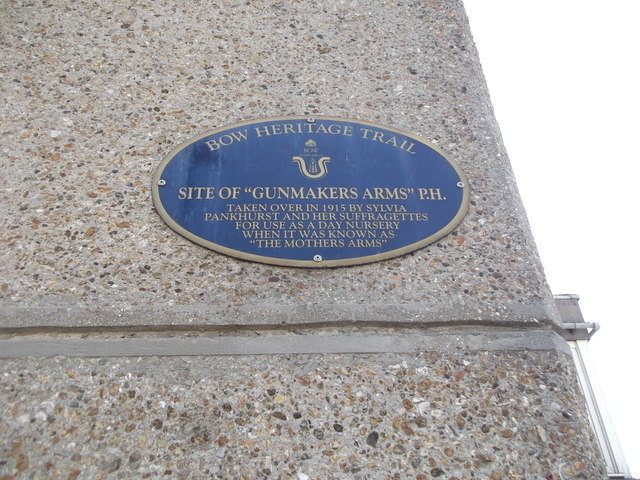 BOW HERITAGE TRAIL
BOW
SITE OF "GUNMAKERS ARMS" P.H.
TAKEN OVER IN 1915 BY SYLVIA
PANKHURST AND HER SUFFRAGETTES
FOR USE AS A DAY NURSERY
WHEN IT WAS KNOWN AS
"THE MOTHERS ARMS"